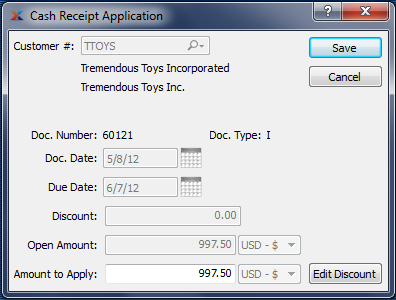 Cash Receipt Application
Customer #: TTOYS Save
Tremendous Toys Incorporated
Tremendous Toys Inc. Cancel
Doc. Number: 60121 Doc. Type: I
Doc. Date: 5/8/12
Due Date: 6/7/12
Discount: 0.00
Open Amount: 997.50 USD - $
Amount to Apply: 997.50 USD - $ Edit Discount